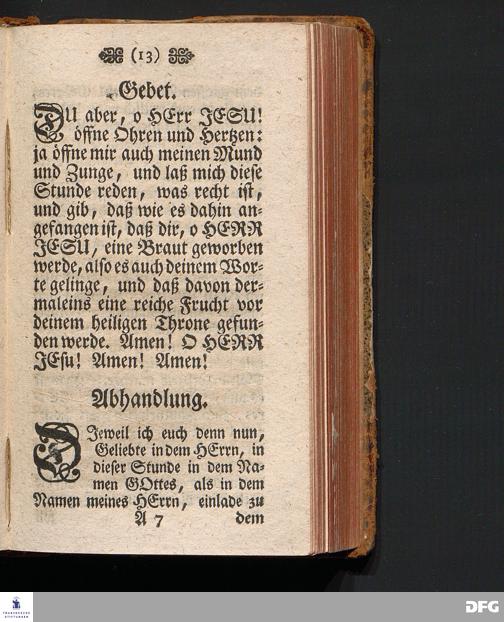 (13)
Gebet.
DU aber, o HErr JESU!
öffne Ohren und Hertzen:
ja öffne mir auch meinen Mund
und Zunge, und laß mich diese
Stunde reden, was recht ist,
und gib, daß wie es dahin an-
gefangen ist, daß dir, o HERR
JESU, eine Braut geworben
werde, also es auch deinem Wor-
te gelinge, und daß davon der-
maleins eine reiche Frucht vor
deinem heiligen Throne gefun-
den werde. Amen! O HERR
JEsu! Amen! Amen!
Abhandlung.
DJeweil ich euch denn nun,
Geliebte in dem HErrn, in
dieser Stunde in dem Na-
men GOttes, als in dem
Namen meines HErrn, einlade zu
A 7 dem
FRANCKESCHE
STIFTUNGEN
DFG